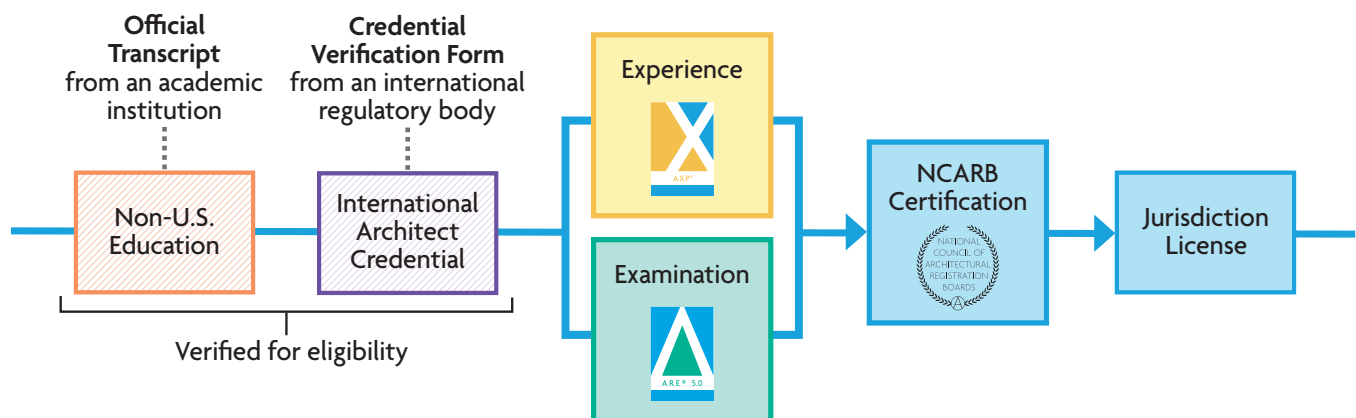 Official
Transcript
from an academic
institution
Credential
Verification Form
from an international
regulatory body
Non-U.S.
Education
International
Architect
Credential
Verified for eligibility
Experience
AXP®
Examination
ARE® 5.0
NCARB
Certification
NATIONAL
COUNCIL OF
ARCHITECTURAL
REGISTRATION
BOARDS
A
Jurisdiction
License